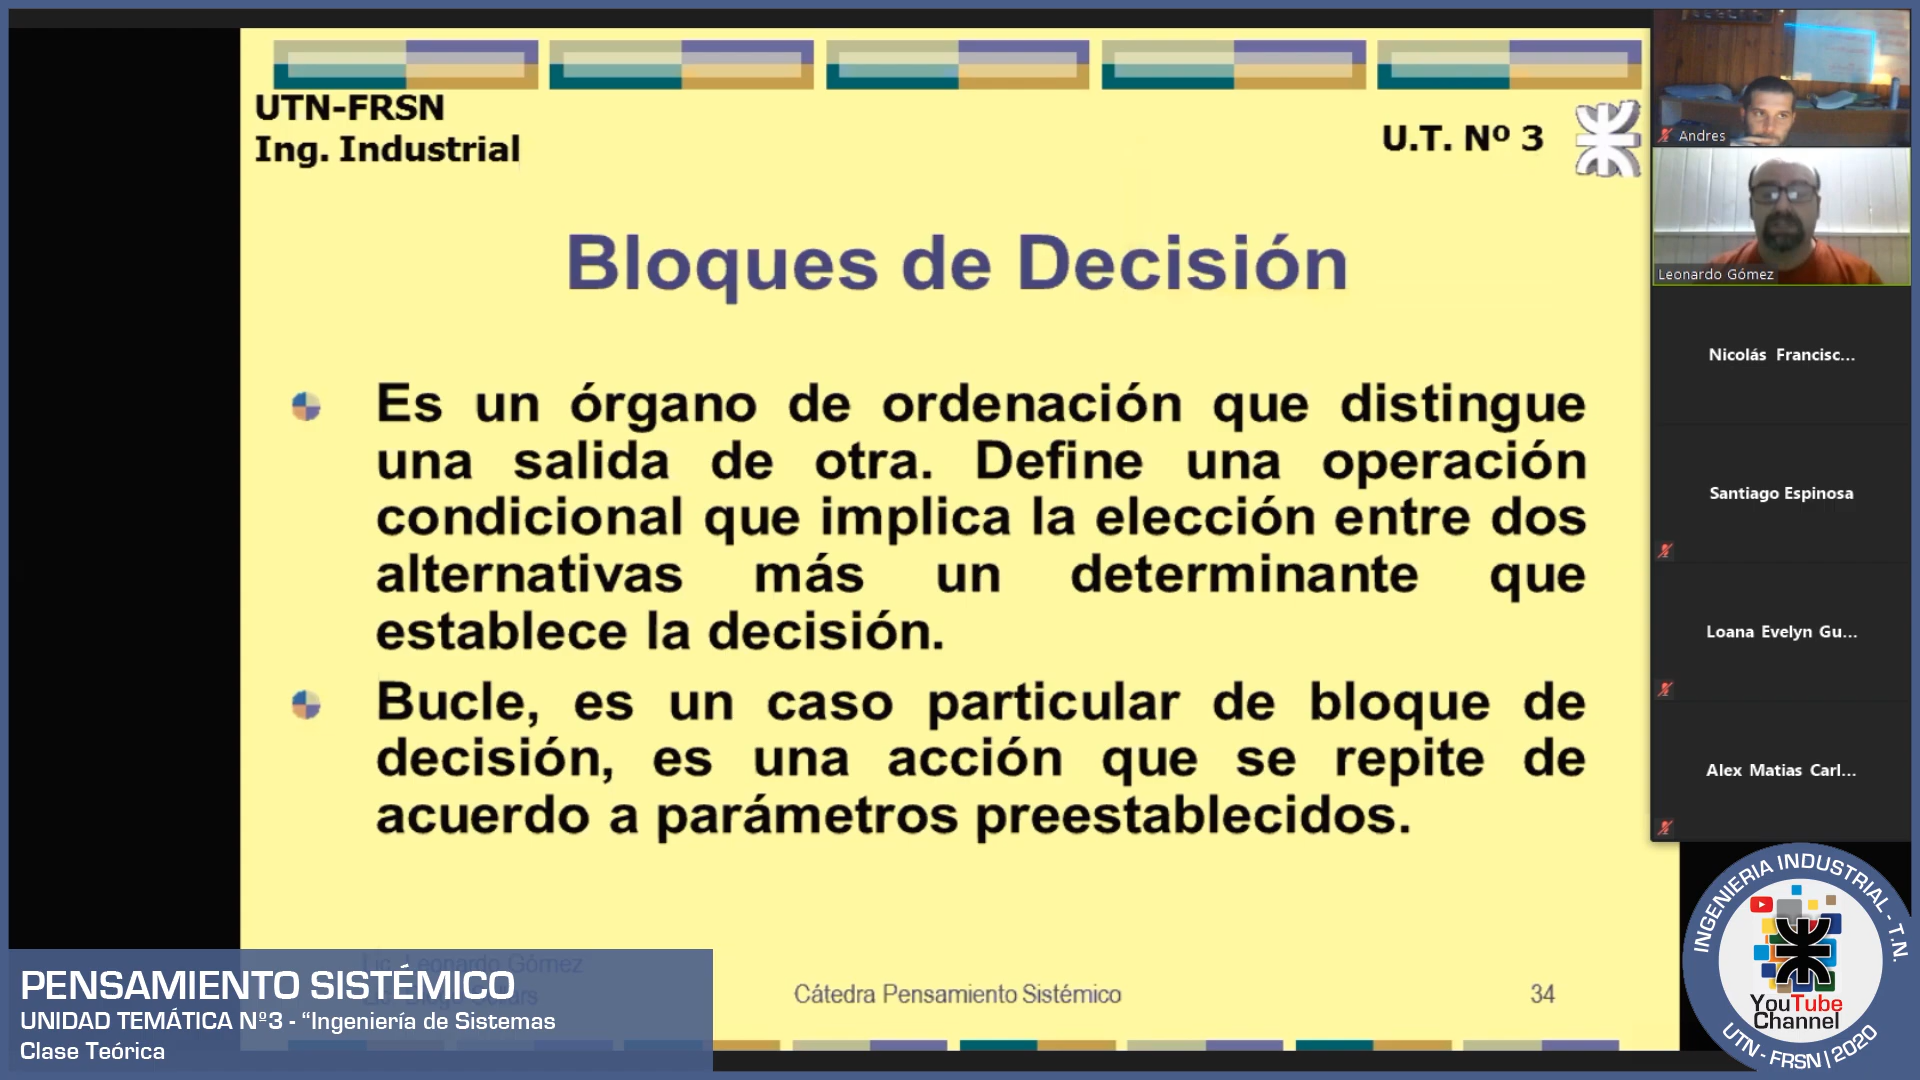 UTN-FRSN
Ing. Industrial
U.T. Nº 3
Bloques de Decisión
Es un órgano de ordenación que distingue
una salida de otra. Define una operación
condicional que implica la elección entre dos
alternativas más un determinante que
establece la decisión.
Bucle, es un caso particular de bloque de
decisión, es una acción que se repite de
acuerdo a parámetros preestablecidos.
Lic. Leonardo Gómez
Cátedra Pensamiento Sistémico
34
PENSAMIENTO SISTÉMICO
UNIDAD TEMÁTICA Nº3 - “Ingeniería de Sistemas
Clase Teórica
Andres
Leonardo Gómez
Nicolás Francisc...
Santiago Espinosa
Loana Evelyn Gu...
Alex Matias Carl...
INGENIERIA INDUSTRIAL - T.N.
YouTube
Channel
UTN - FRSN | 2020